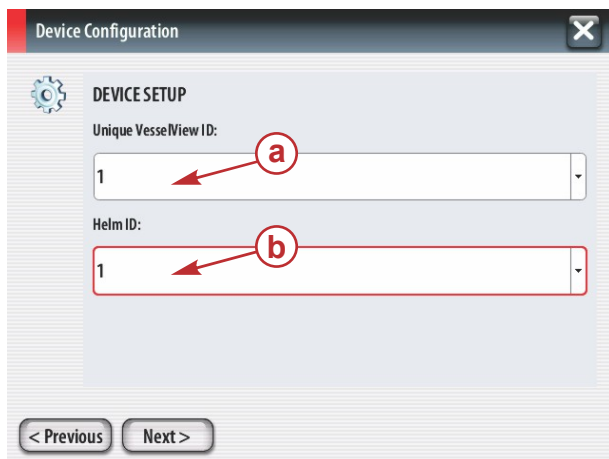 Device Configuration
DEVICE SETUP
Unique VesselView ID:
a
1
Helm ID:
b
1
< Previous Next >